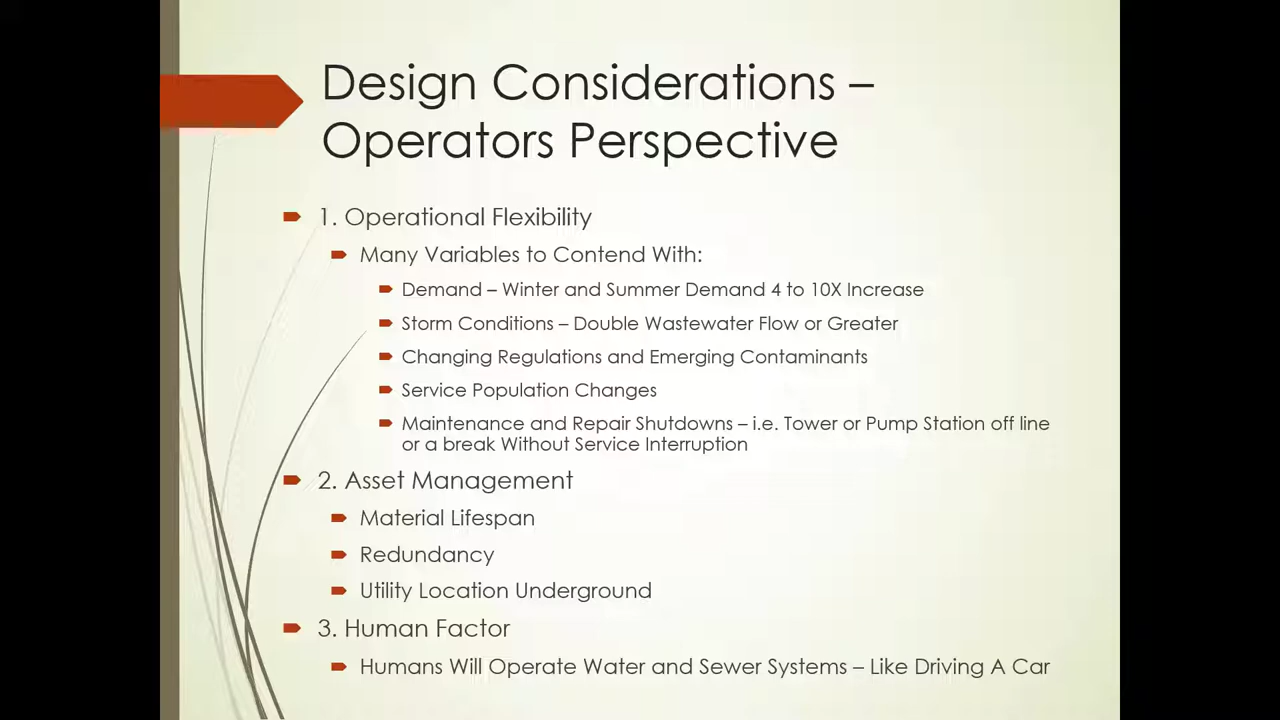 Design Considerations –
Operators Perspective
1. Operational Flexibility
Many Variables to Contend With:
Demand – Winter and Summer Demand 4 to 10X Increase
Storm Conditions – Double Wastewater Flow or Greater
Changing Regulations and Emerging Contaminants
Service Population Changes
Maintenance and Repair Shutdowns – i.e. Tower or Pump Station off line
or a break Without Service Interruption
2. Asset Management
Material Lifespan
Redundancy
Utility Location Underground
3. Human Factor
Humans Will Operate Water and Sewer Systems – Like Driving A Car